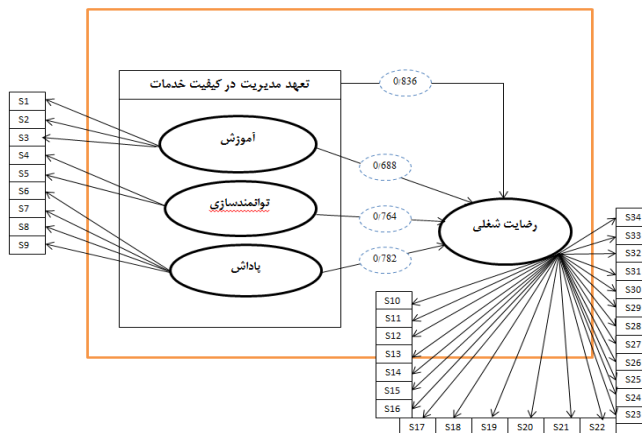 تعهد مدیریت در کیفیت خدمات
0/836
S1
S2
S3
S4
S5
S6
S7
S8
S9
آموزش
0/688
توانمندسازی
0/764
پاداش
0/782
رضایت شغلی
S34
S33
S32
S31
S30
S29
S28
S27
S26
S25
S24
S23
S10
S11
S12
S13
S14
S15
S16
S17 S18 S19 S20 S21 S22